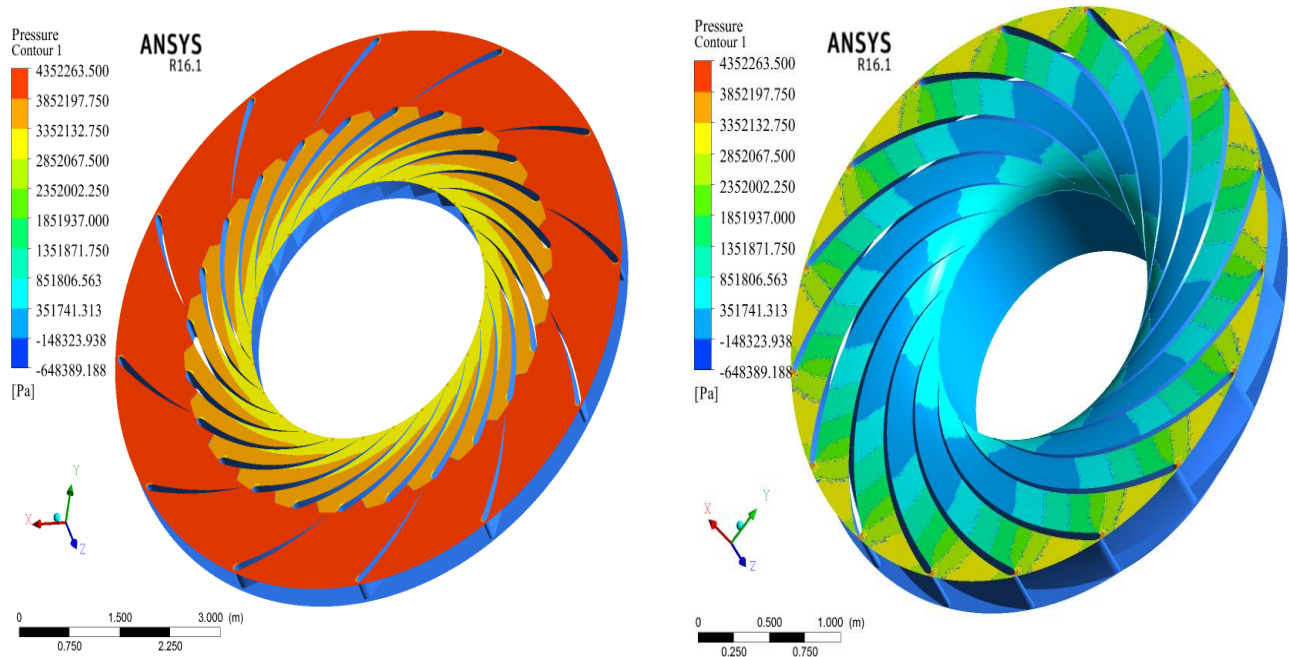 Pressure
Contour 1
ANSYS
R16.1
4352263.500
3852197.750
3352132.750
2852067.500
2352002.250
1851937.000
1351871.750
851806.563
351741.313
-148323.938
-648389.188
[Pa]
Y
X
Z
0 1.500 3.000 (m)
0.750 2.250
Pressure
Contour 1
ANSYS
R16.1
4352263.500
3852197.750
3352132.750
2852067.500
2352002.250
1851937.000
1351871.750
851806.563
351741.313
-148323.938
-648389.188
[Pa]
X
Y
Z
0 0.500 1.000 (m)
0.250 0.750